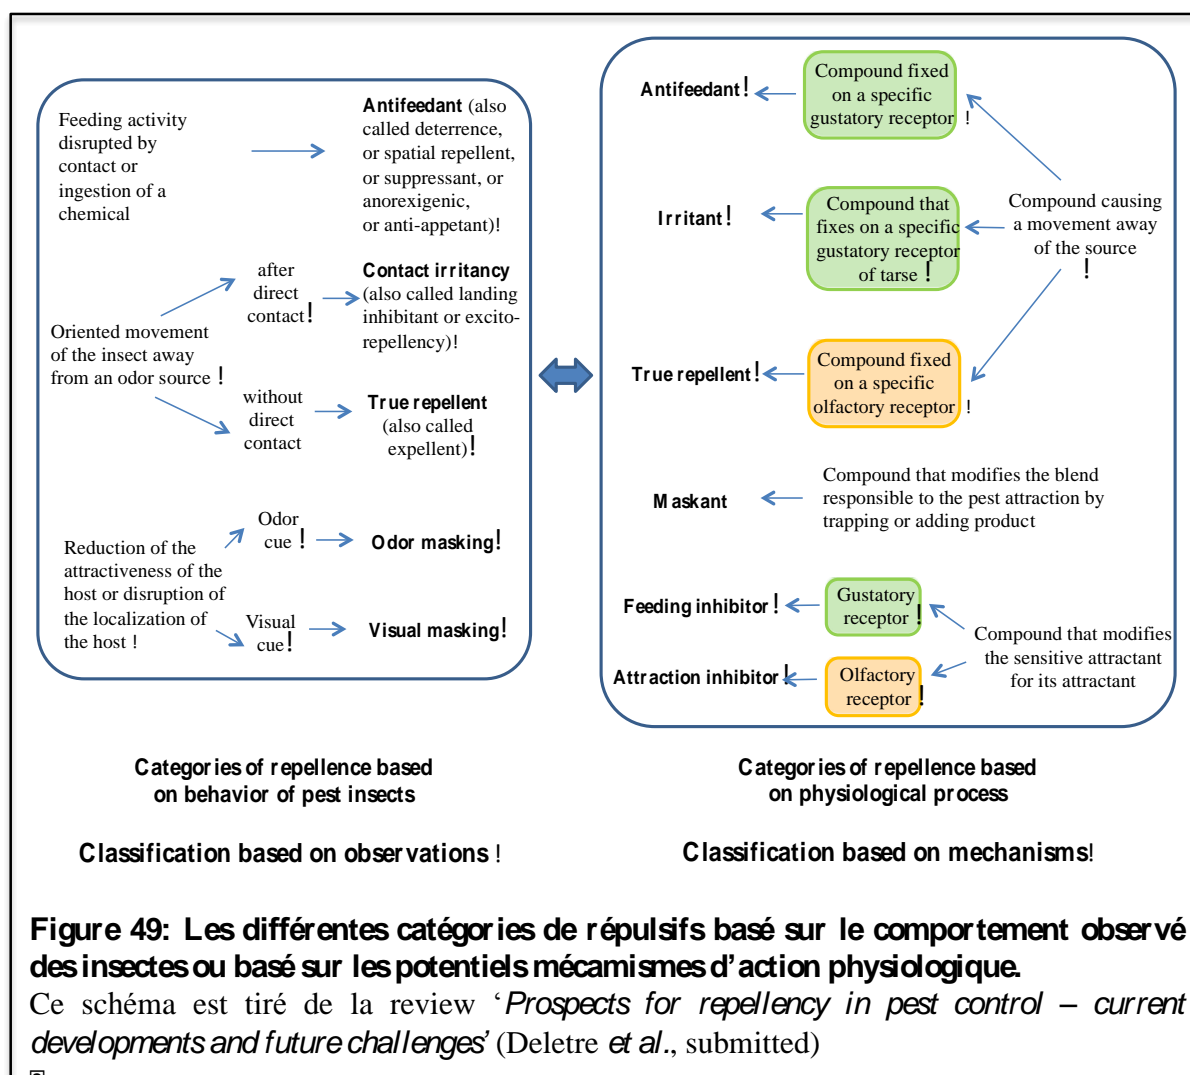 Feeding activity
disrupted by
contact or
ingestion of a
chemical
Antifeedant (also
called deterrence,
or spatial repellent,
or suppressant, or
anorexigenic,
or anti-appetant)!
Oriented movement
of the insect away
from an odor source !
after
direct
contact!
Contact irritancy
(also called landing
inhibitant or excito-
repellency)!
without
direct
contact
True repellent
(also called
expellent)!
Reduction of the
attractiveness of the
host or disruption of
the localization of
the host !
Odor
cue !
Odor masking!
Visual
cue!
Visual masking!
Antifeedant!
Compound fixed
on a specific
gustatory receptor !
Irritant!
Compound that
fixes on a specific
gustatory receptor
of tarse !
Compound causing
a movement away
of the source
!
True repellent!
Compound fixed
on a specific
olfactory receptor !
Maskant
Compound that modifies the blend
responsible to the pest attraction by
trapping or adding product
Feeding inhibitor !
Gustatory
receptor !
Attraction inhibitor!
Olfactory
receptor !
Compound that modifies
the sensitive attractant
for its attractant
Categories of repellence based
on behavior of pest insects
Categories of repellence based
on physiological process
Classification based on observations !
Classification based on mechanisms!
Figure 49: Les différentes catégories de répulsifs basé sur le comportement observé
des insectes ou basé sur les potentiels mécamismes d'action physiologique.
Ce schéma est tiré de la review ‘Prospects for repellency in pest control – current
developments and future challenges’ (Deletre et al., submitted)